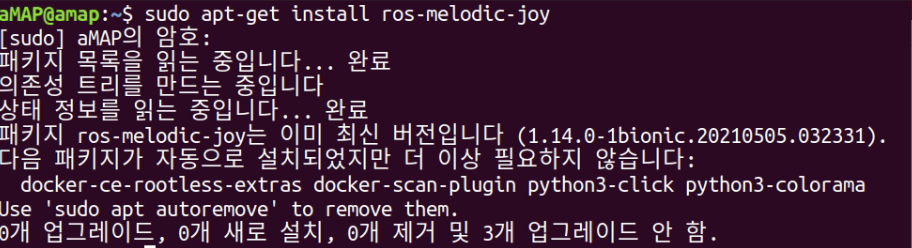 aMAP@amap:~$ sudo apt-get install ros-melodic-joy
[sudo] aMAP의 암호:
패키지 목록을 읽는 중입니다... 완료
의존성 트리를 만드는 중입니다
상태 정보를 읽는 중입니다... 완료
패키지 ros-melodic-joy는 이미 최신 버전입니다 (1.14.0-1bionic.20210505.032331).
다음 패키지가 자동으로 설치되었지만 더 이상 필요하지 않습니다:
  docker-ce-rootless-extras docker-scan-plugin python3-click python3-colorama
Use 'sudo apt autoremove' to remove them.
0개 업그레이드, 0개 새로 설치, 0개 제거 및 3개 업그레이드 안 함.